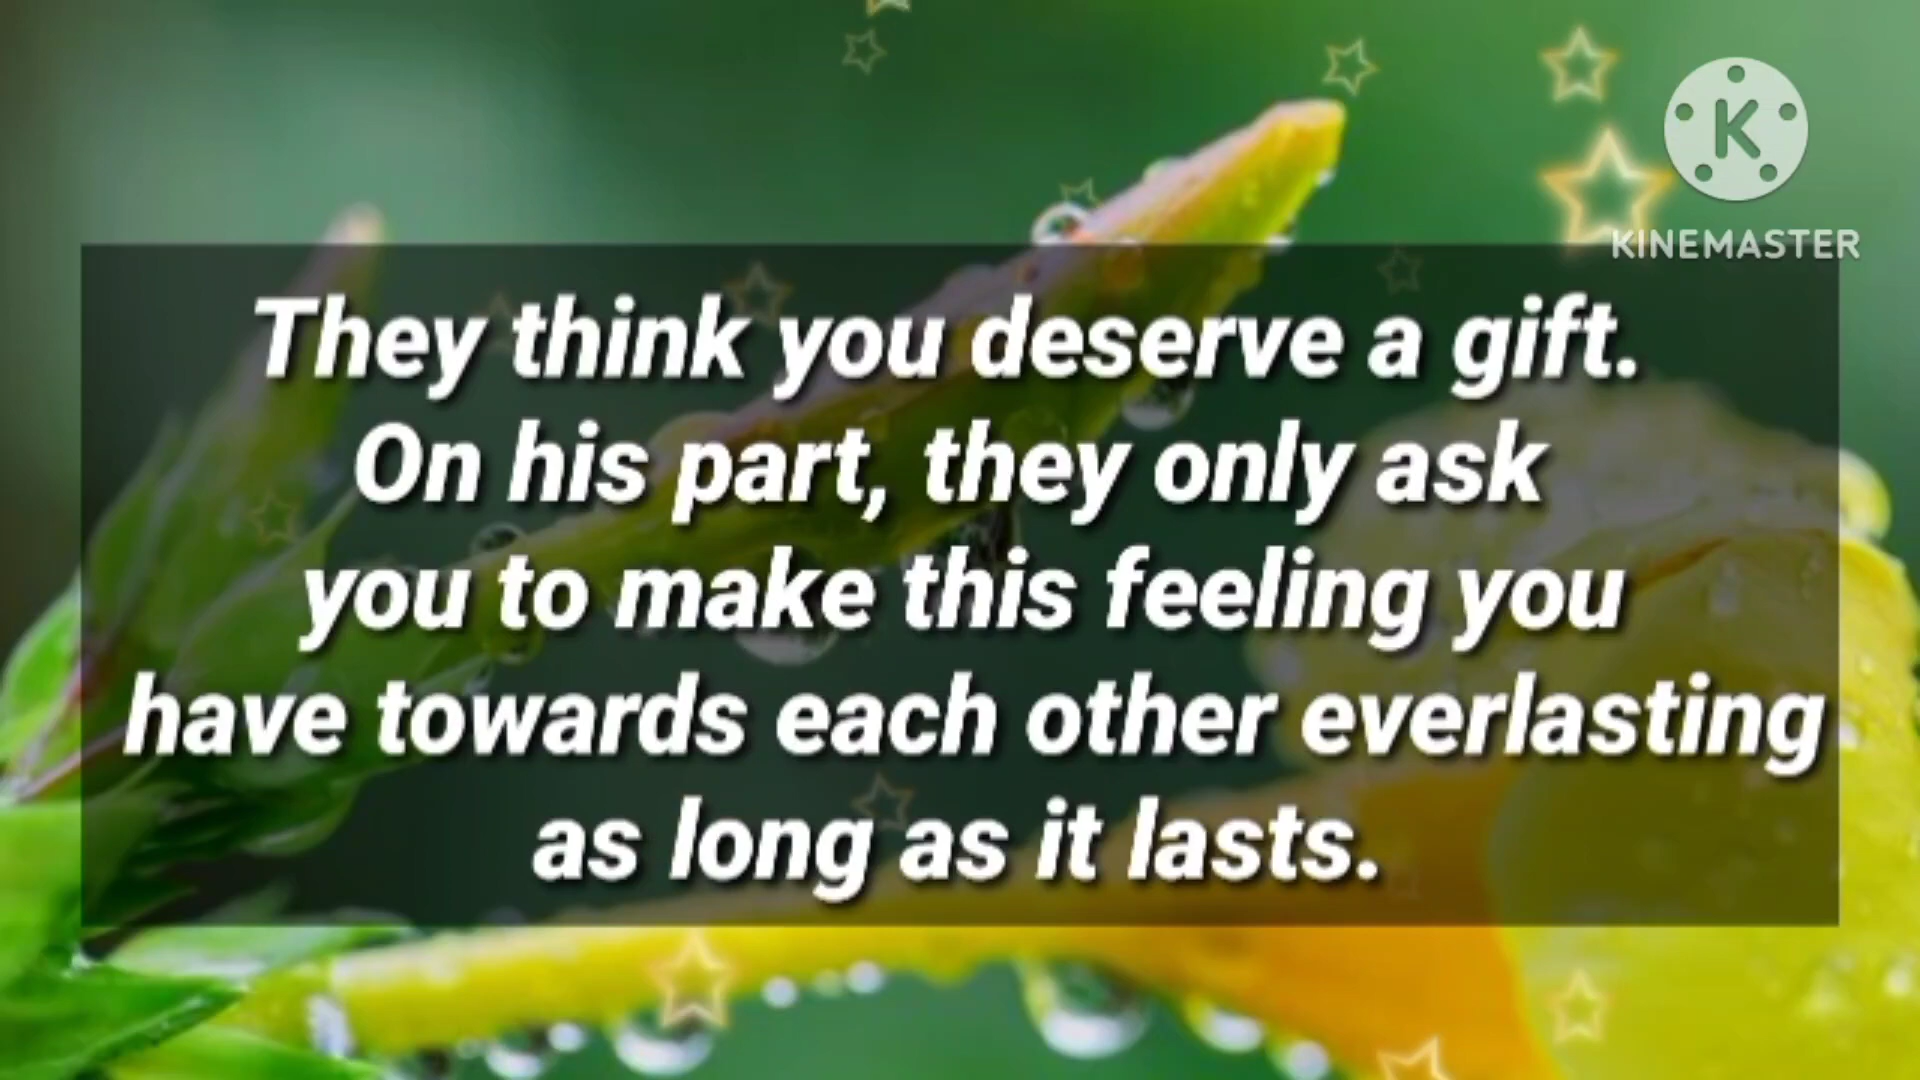 K
KINEMASTER
They think you deserve a gift.
On his part, they only ask
you to make this feeling you
have towards each other everlasting
as long as it lasts.